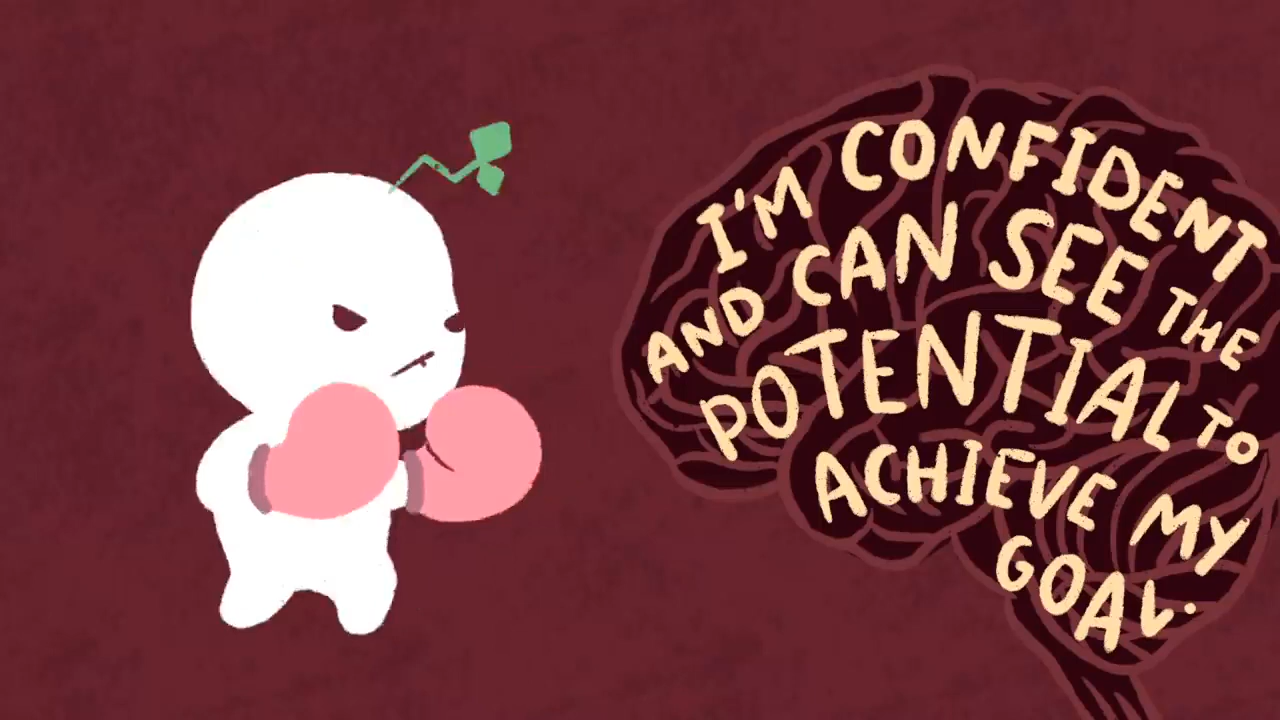 I'M CONFIDENT
AND CAN SEE THE
POTENTIAL TO
ACHIEVE MY
GOAL.